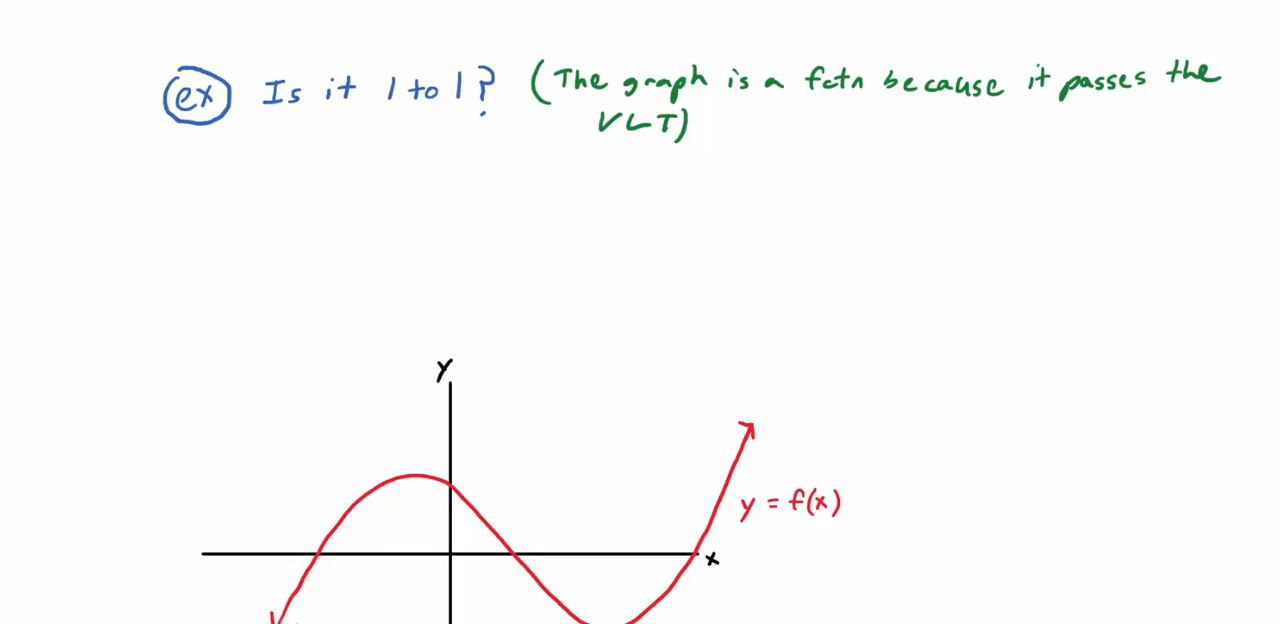 ex Is it 1 to 1? (The graph is a fctn because it passes the
VLT)
y
y = f(x)
x